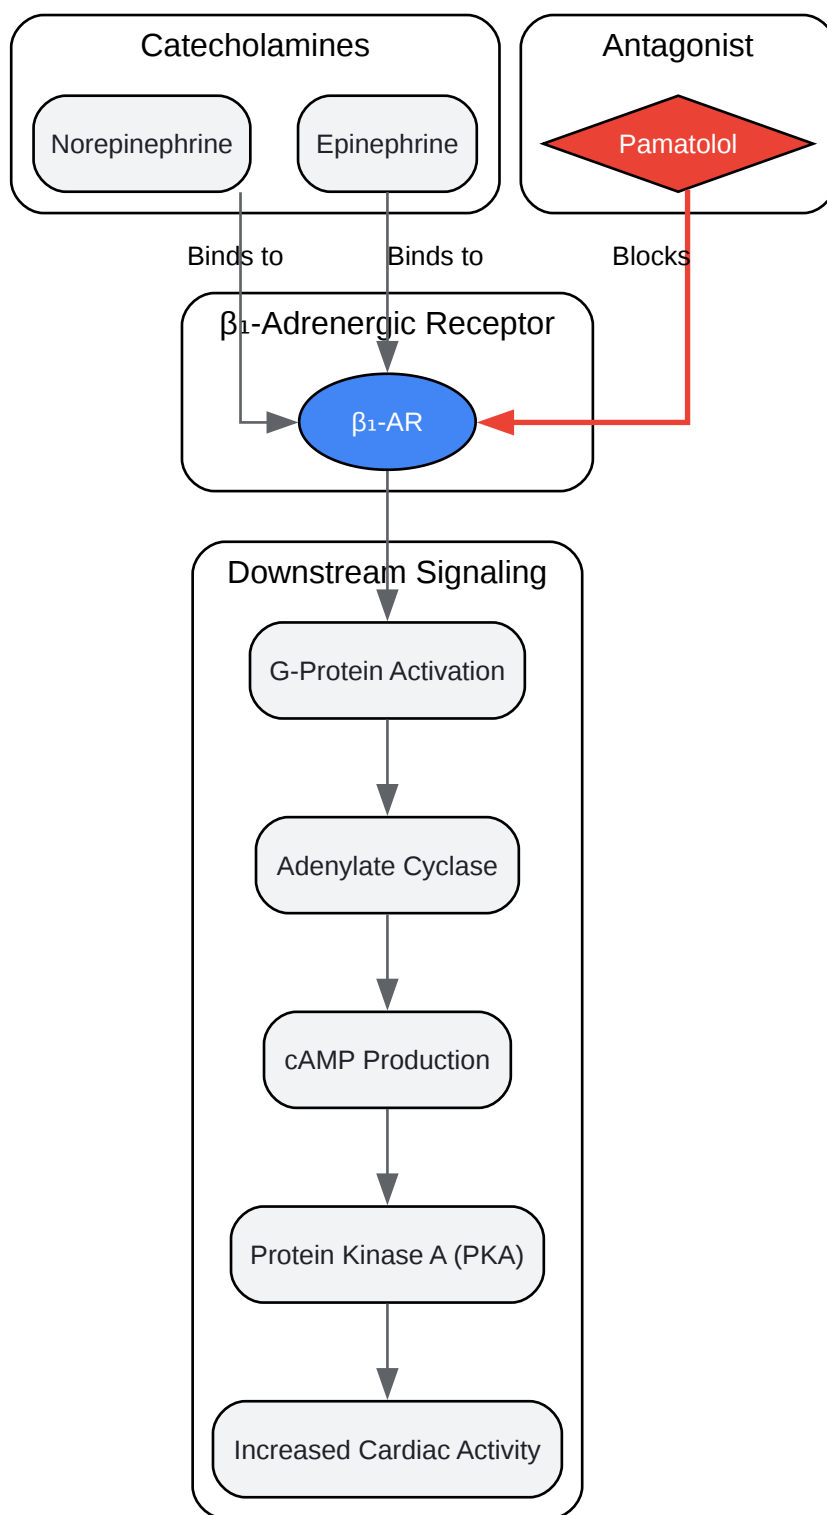 Catecholamines
Antagonist
Norepinephrine
Epinephrine
Pamatolol
Binds to
Binds to
Blocks
β₁-Adrenergic Receptor
β₁-AR
Downstream Signaling
G-Protein Activation
Adenylate Cyclase
cAMP Production
Protein Kinase A (PKA)
Increased Cardiac Activity